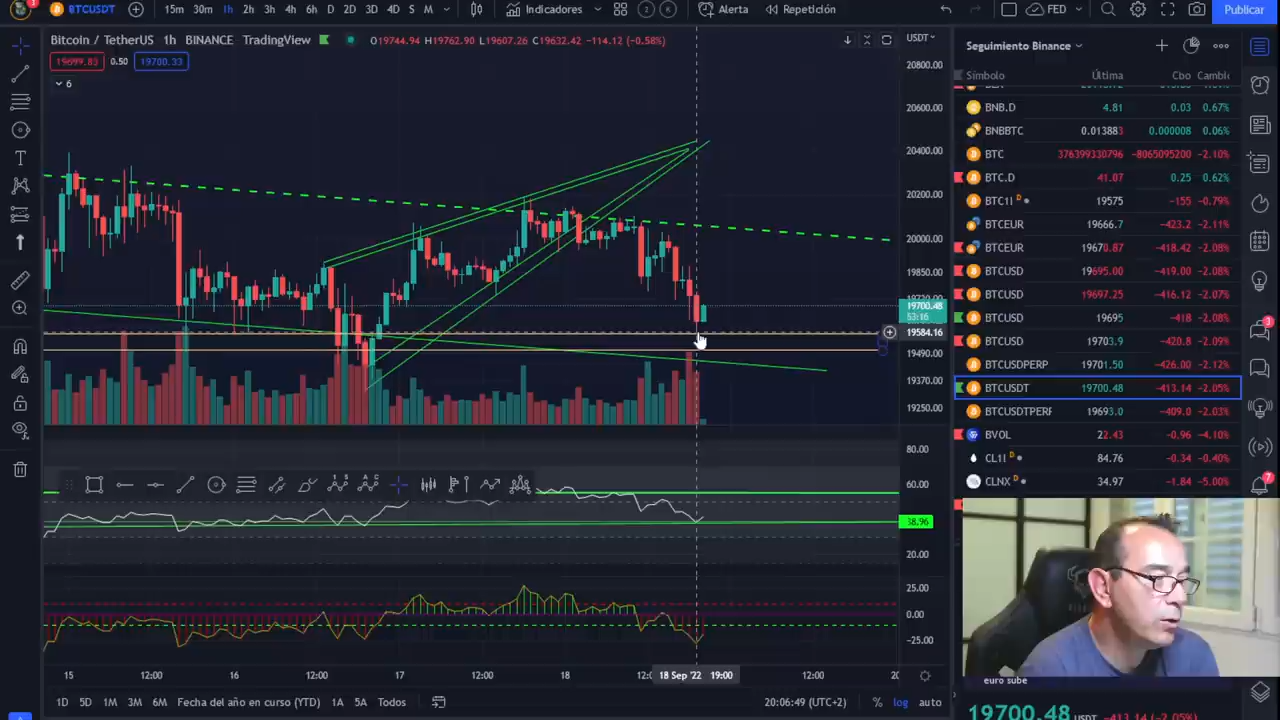 3
BTCUSDT
15m 30m 1h 2h 3h 4h 6h D 2D 3D 4D S M
Indicadores
2
8
Alerta
Repetición
FED
Publicar
Bitcoin / TetherUS 1h BINANCE TradingView
O19744.94 H19762.90 L19607.26 C19632.42 −114.12 (−0.58%)
USDT
19699.83 0.50 19700.33
6
20800.00
20600.00
20400.00
20200.00
20000.00
19850.00
19700.48
53:16
19584.16
19490.00
19370.00
19250.00
80.00
60.00
38.96
20.00
25.00
0.00
−25.00
15 12:00 16 12:00 17 12:00 18 18 Sep '22 19:00 12:00
1D 5D 1M 3M 6M Fecha del año en curso (YTD) 1A 5A Todos
20:06:49 (UTC+2)
% log auto
Seguimiento Binance
Símbolo Última Cbo Cambic
BNB.D 4.81 0.03 0.67%
BNBBTC 0.013883 0.000008 0.06%
BTC 376399330796 −8065095200 −2.10%
BTC.D 41.07 0.25 0.62%
BTC1! D 19575 −155 −0.79%
BTCEUR 19666.7 −423.2 −2.11%
BTCEUR 19670.87 −418.42 −2.08%
BTCUSD 19695.00 −419.00 −2.08%
BTCUSD 19697.25 −416.12 −2.07%
BTCUSD 19695 −418 −2.08%
BTCUSD 19703.9 −420.8 −2.09%
BTCUSDPERP 19701.50 −426.00 −2.12%
BTCUSDT 19700.48 −413.14 −2.05%
BTCUSDTPERF 19693.0 −409.0 −2.03%
BVOL 22.43 −0.96 −4.10%
CL1! D 84.76 −0.34 −0.40%
CLNX D 34.97 −1.84 −5.00%
3
7
euro sube
19700.48 USDT −413.14 (−2.05%)